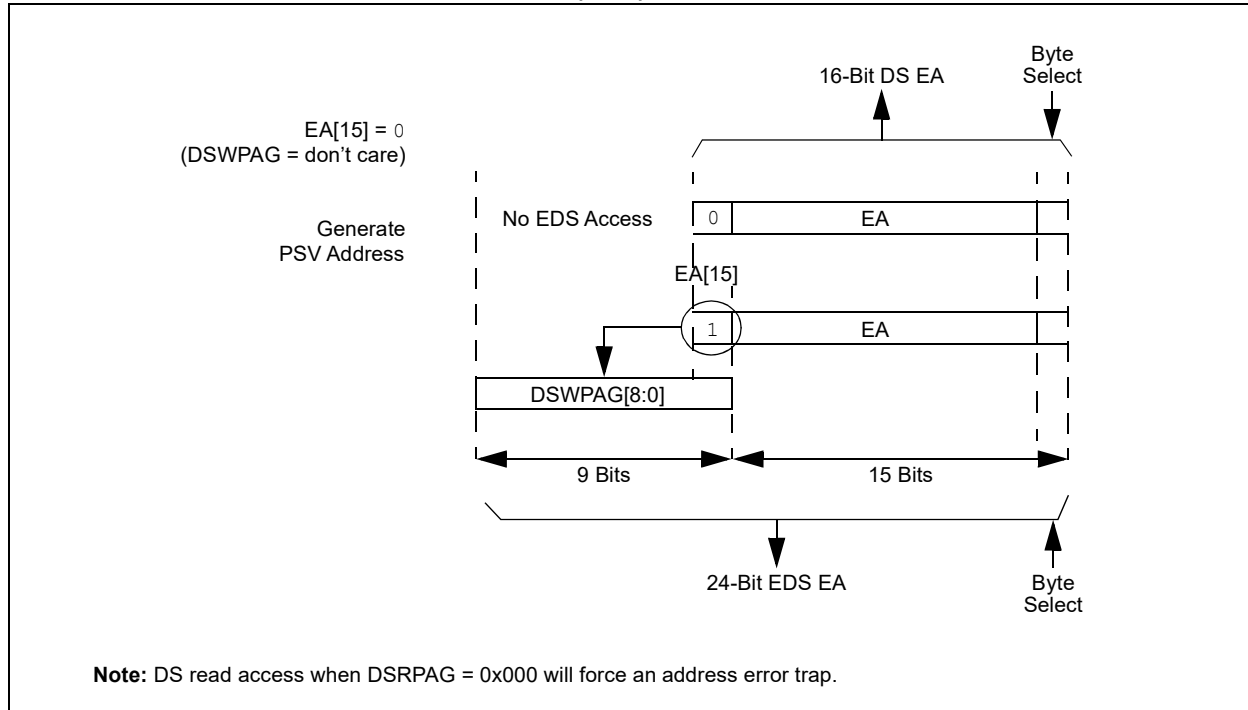 16-Bit DS EA
Byte
Select
EA[15] = 0
(DSWPAG = don't care)
No EDS Access
0
EA
Generate
PSV Address
EA[15]
1
EA
DSWPAG[8:0]
9 Bits
15 Bits
24-Bit EDS EA
Byte
Select
Note: DS read access when DSRPAG = 0x000 will force an address error trap.